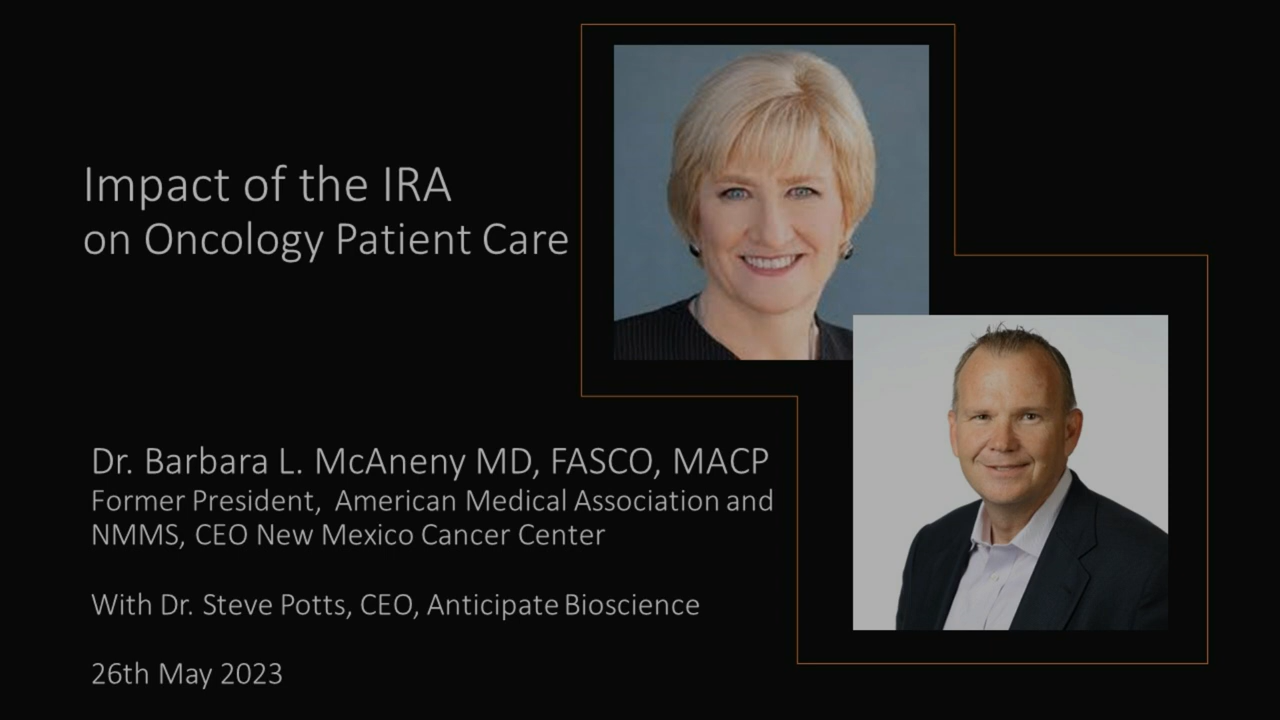 Impact of the IRA
on Oncology Patient Care
Dr. Barbara L. McAneny MD, FASCO, MACP
Former President, American Medical Association and
NMMS, CEO New Mexico Cancer Center
With Dr. Steve Potts, CEO, Anticipate Bioscience
26th May 2023